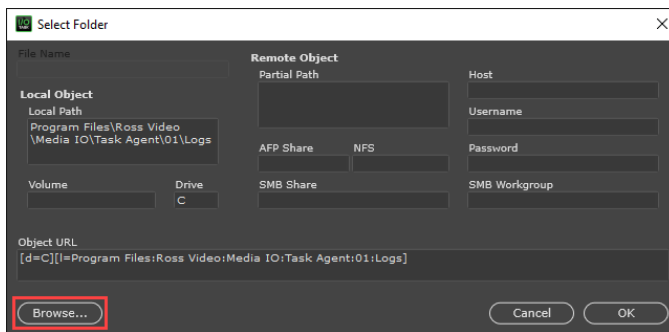 Select Folder
File Name
Local Object
Local Path
Program Files\Ross Video
\Media IO\Task Agent\01\Logs
Volume
Drive
C
Remote Object
Partial Path
AFP Share
NFS
SMB Share
Host
Username
Password
SMB Workgroup
Object URL
[d=C][l=Program Files:Ross Video:Media IO:Task Agent:01:Logs]
Browse...
Cancel
OK